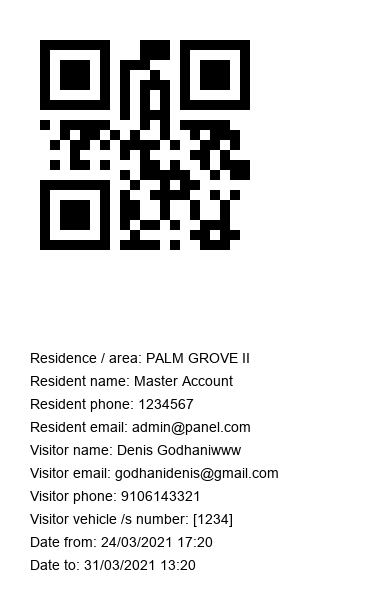 Residence / area: PALM GROVE II
Resident name: Master Account
Resident phone: 1234567
Resident email: admin@panel.com
Visitor name: Denis Godhaniwww
Visitor email: godhanidenis@gmail.com
Visitor phone: 9106143321
Visitor vehicle /s number: [1234]
Date from: 24/03/2021 17:20
Date to: 31/03/2021 13:20